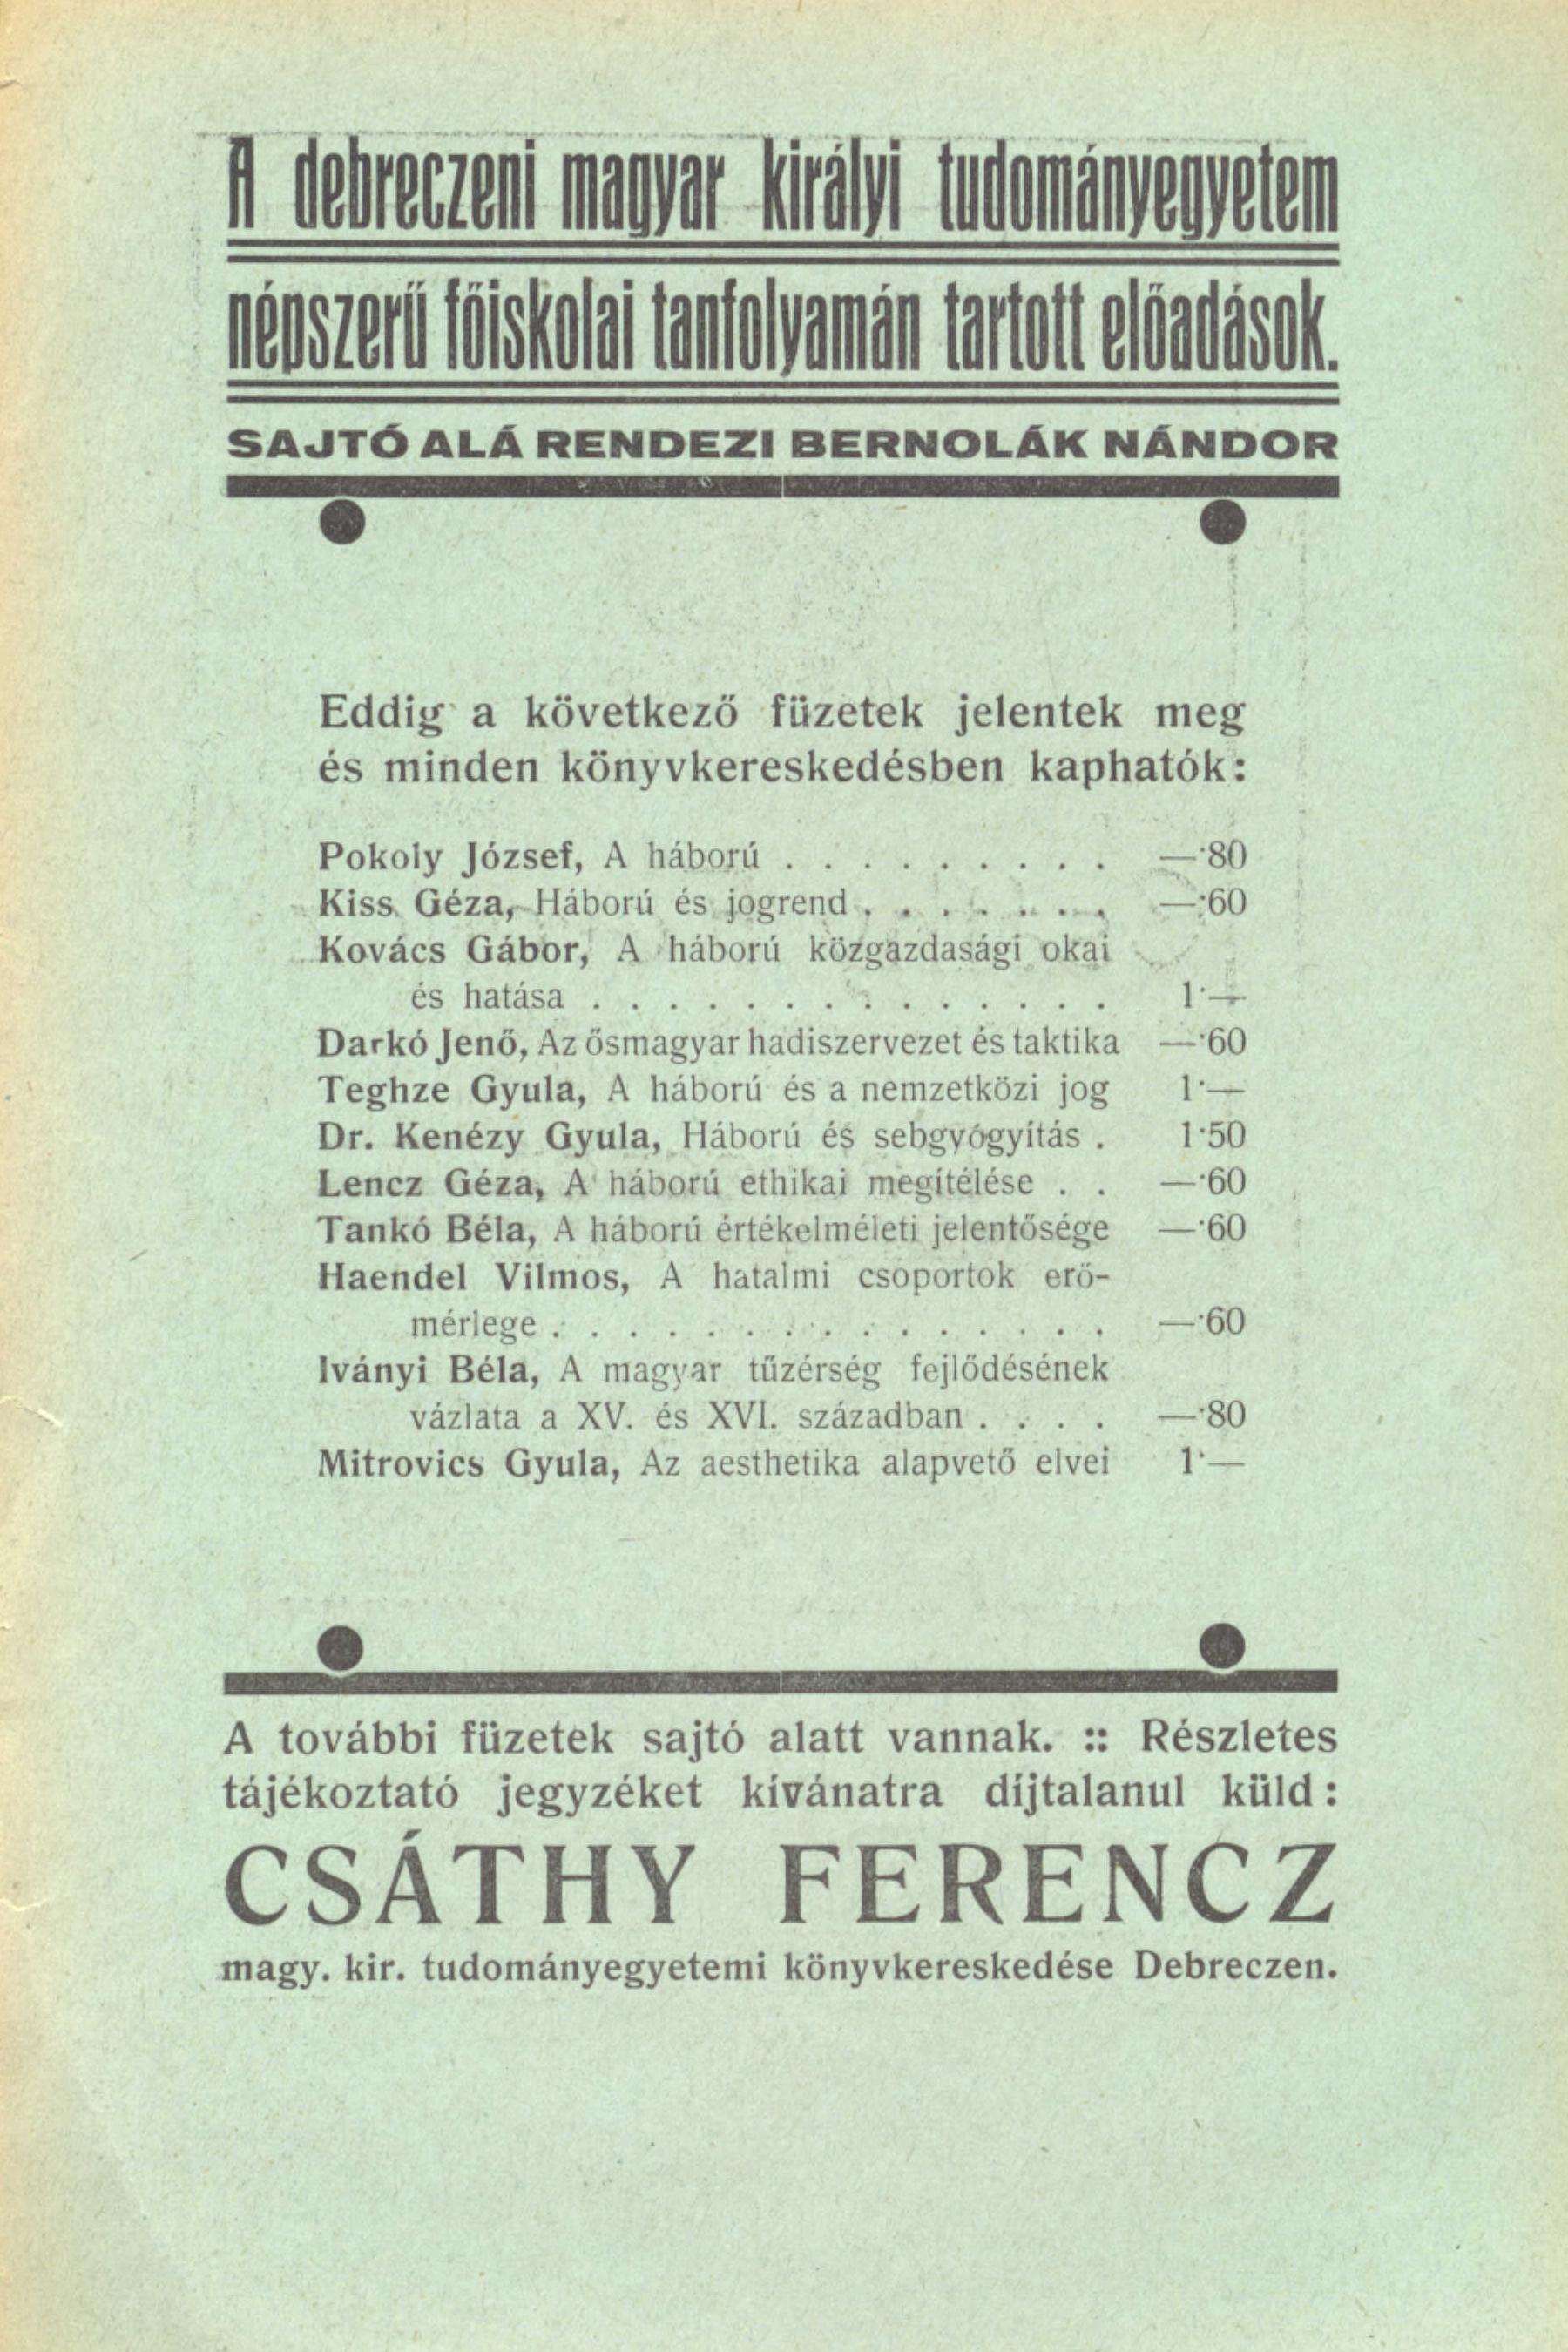 A debreczeni magyar királyi tudományegyetem
népszerű főiskolai tanfolyamán tartott előadások.
SAJTÓ ALÁ RENDEZI BERNOLÁK NÁNDOR
Eddig a következő füzetek jelentek meg
és minden könyvkereskedésben kaphatók:
Pokoly József, A háború . . . . . . . . . . —·80
Kiss Géza, Háború és jogrend . . . . . . . —·60
Kovács Gábor, A háború közgazdasági okai
és hatása . . . . . . . . . . . . . . 1·—
Darkó Jenő, Az ősmagyar hadiszervezet és taktika —·60
Teghze Gyula, A háború és a nemzetközi jog 1·—
Dr. Kenézy Gyula, Háború és sebgyógyítás . 1·50
Lencz Géza, A háború ethikai megítélése . . —·60
Tankó Béla, A háború értékelméleti jelentősége —·60
Haendel Vilmos, A hatalmi csoportok erő-
mérlege . . . . . . . . . . . . . . . —·60
Iványi Béla, A magyar tűzérség fejlődésének
vázlata a XV. és XVI. században . . . . —·80
Mitrovics Gyula, Az aesthetika alapvető elvei 1·—
A további füzetek sajtó alatt vannak. :: Részletes
tájékoztató jegyzéket kívánatra díjtalanul küld:
CSÁTHY FERENCZ
magy. kir. tudományegyetemi könyvkereskedése Debreczen.